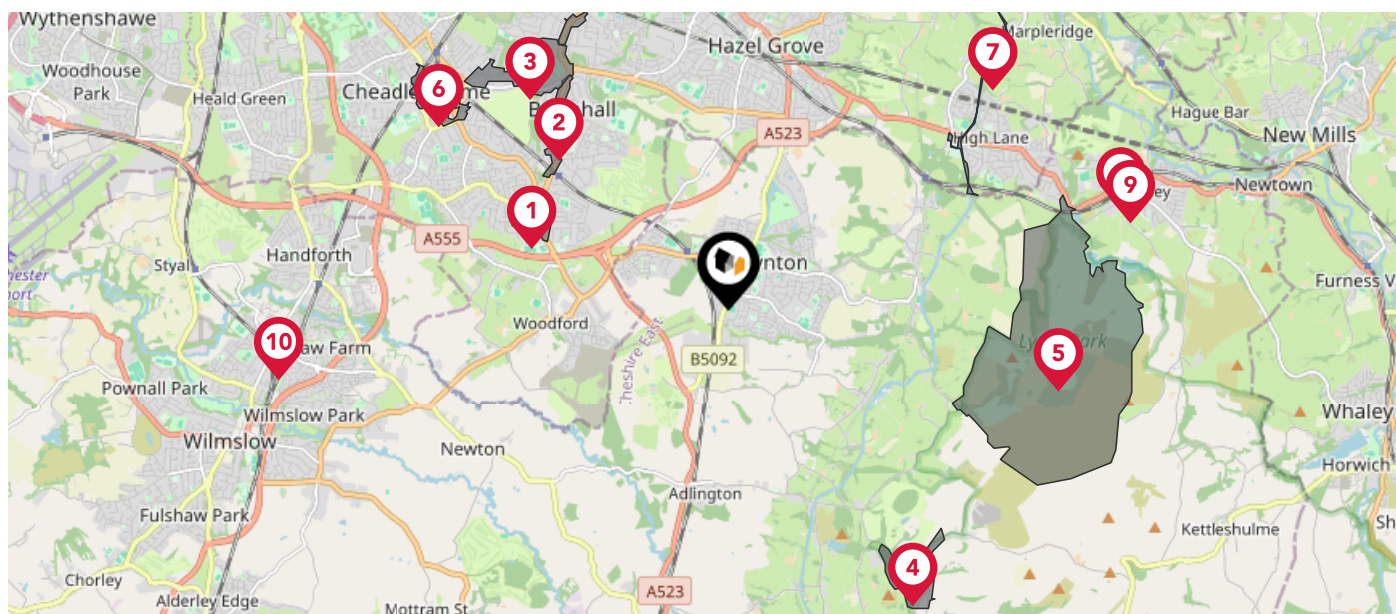 Wythenshawe
Marpleridge
Hazel Grove
7
3
Woodhouse
Park
Heald Green
6
2
A523
Hague Bar
New Mills
High Lane
9
Newtown
1
A555
Handforth
Styal
Furness
Woodford
Cheshire East
B5092
10
5
Pownall Park
Wilmslow Park
Wilmslow
Whaley
Newton
Horwich
Adlington
Fulshaw Park
Kettleshulme
4
Chorley
A523
Alderley Edge
Mottram St